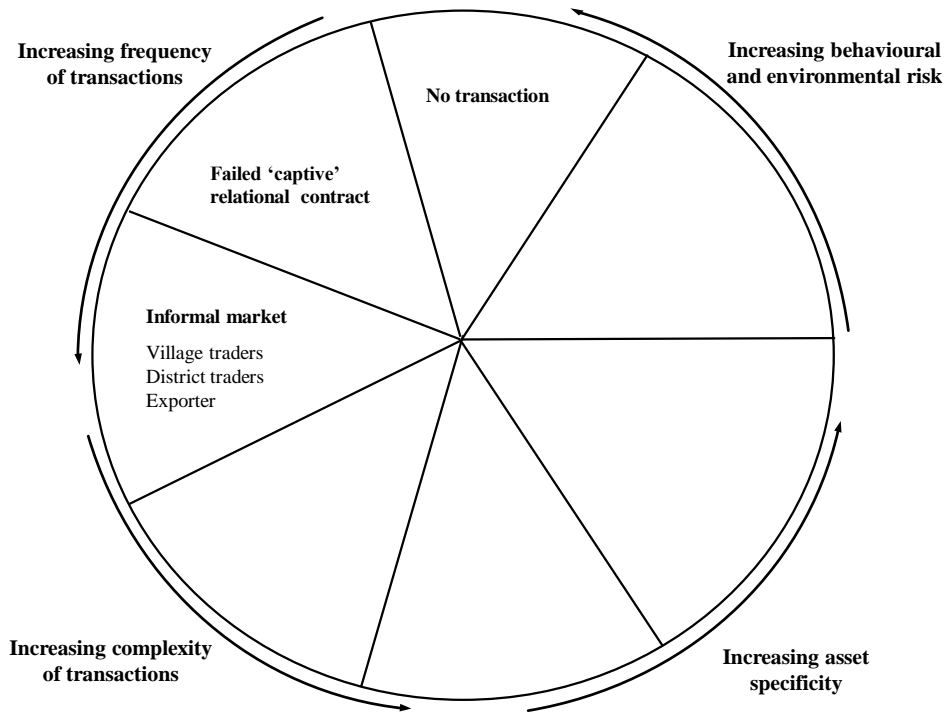 Increasing frequency
of transactions
Increasing behavioural
and environmental risk
No transaction
Failed ‘captive’
relational contract
Informal market
Village traders
District traders
Exporter
Increasing complexity
of transactions
Increasing asset
specificity